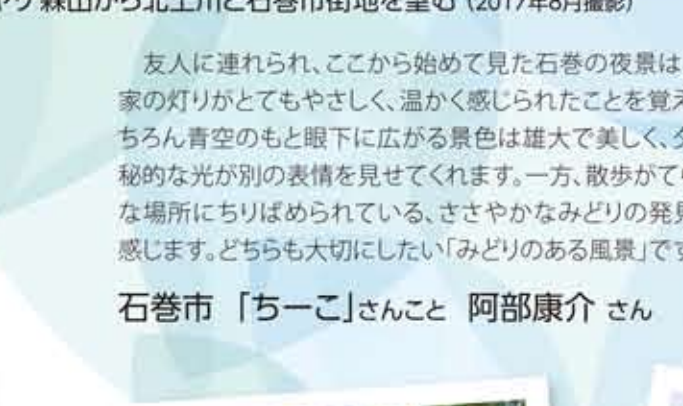 森山から北上川と石巻市街地を望む（2017年8月撮影）
友人に連れられ、ここから始めて見た石巻の夜景は
家の灯りがとてもやさしく、温かく感じられたことを覚え
ちろん青空のもと眼下に広がる景色は雄大で美しく、夕
秘的な光が別の表情を見せてくれます。一方、散歩がて
な場所にちりばめられている、ささやかなみどりの発見
感じます。どちらも大切にしたい「みどりのある風景」です
石巻市 「ちーこ」さんこと 阿部康介 さん